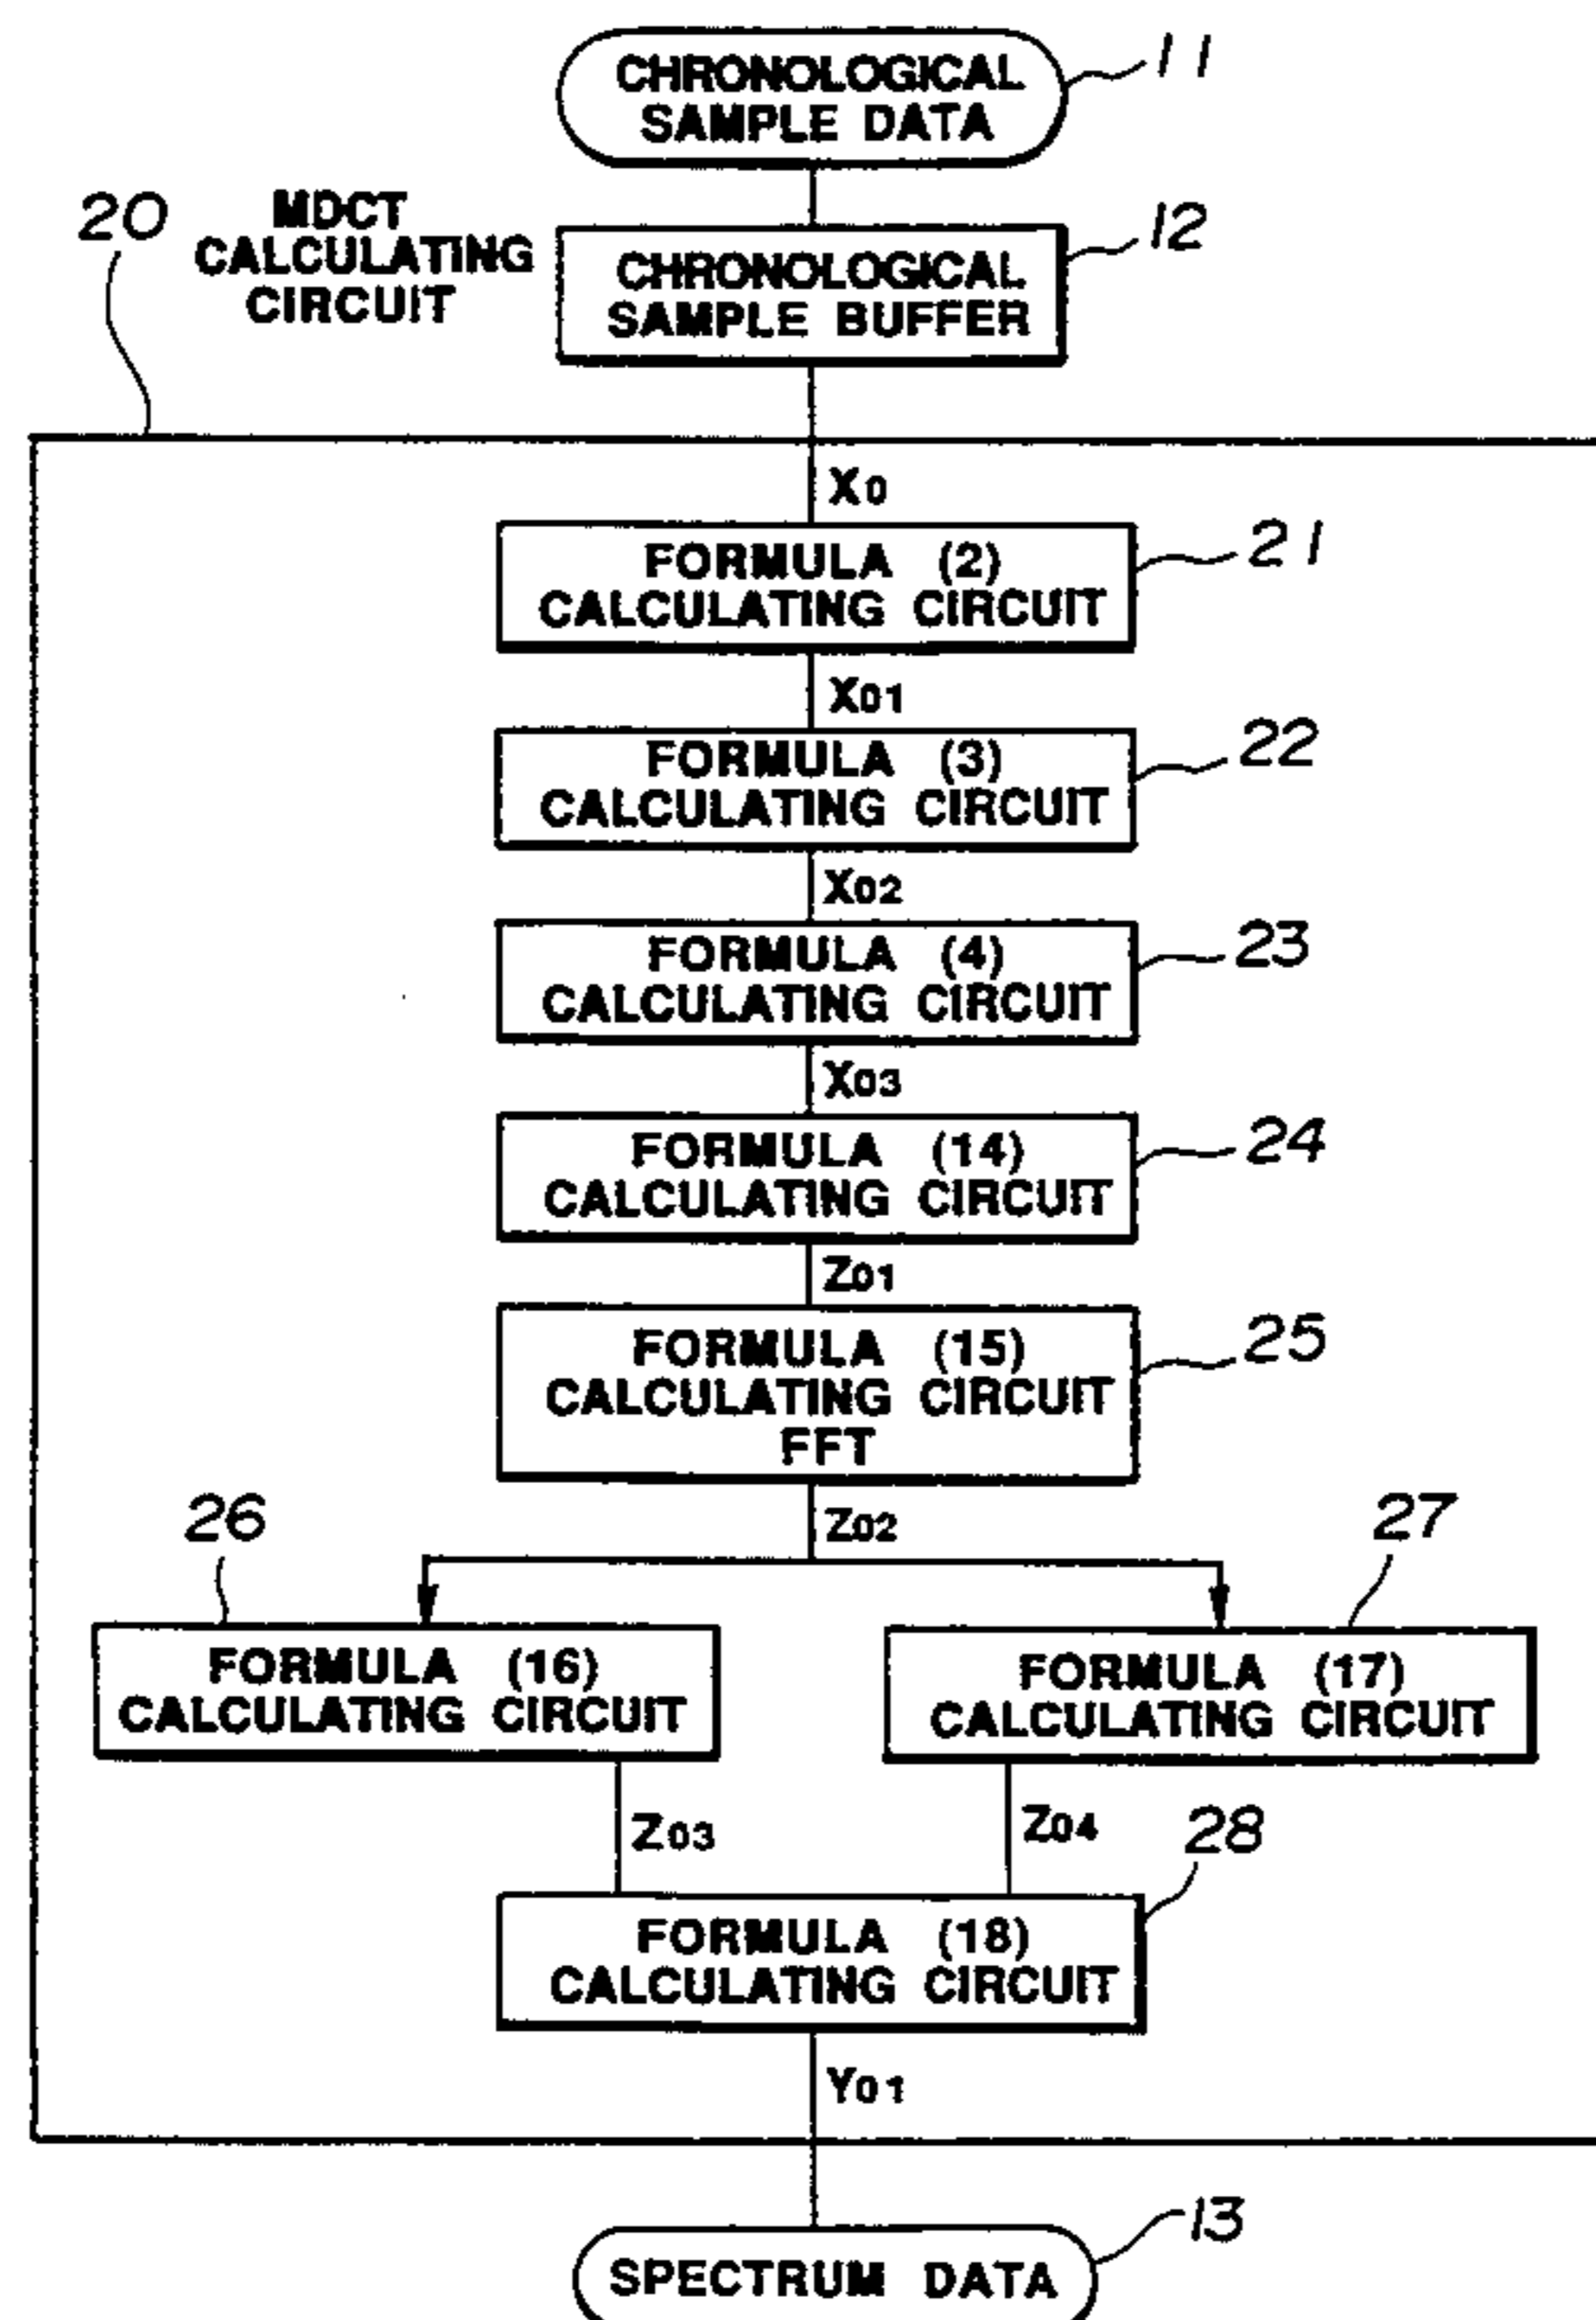 CHRONOLOGICAL
SAMPLE DATA
11
20
MDCT
CALCULATING
CIRCUIT
CHRONOLOGICAL
SAMPLE BUFFER
12
X0
FORMULA (2)
CALCULATING CIRCUIT
21
X01
FORMULA (3)
CALCULATING CIRCUIT
22
X02
FORMULA (4)
CALCULATING CIRCUIT
23
X03
FORMULA (14)
CALCULATING CIRCUIT
24
Z01
FORMULA (15)
CALCULATING CIRCUIT
FFT
25
Z02
26
27
FORMULA (16)
CALCULATING CIRCUIT
FORMULA (17)
CALCULATING CIRCUIT
Z03
Z04
28
FORMULA (18)
CALCULATING CIRCUIT
Y01
13
SPECTRUM DATA